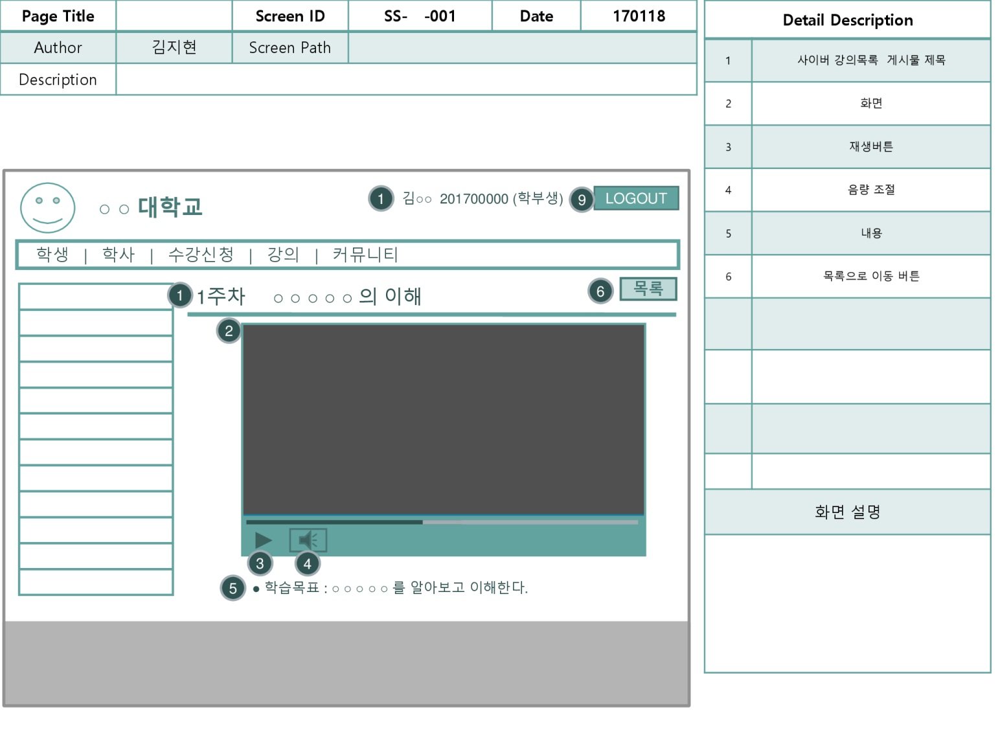 Page Title Screen ID SS- -001 Date 170118
Author 김지현 Screen Path
Description
Detail Description
1 사이버 강의목록 게시물 제목
2 화면
3 재생버튼
4 음량 조절
5 내용
6 목록으로 이동 버튼
화면 설명
○ ○ 대학교
1 김○○ 201700000 (학부생) 9 LOGOUT
학생 | 학사 | 수강신청 | 강의 | 커뮤니티
1 1주차 ○ ○ ○ ○ ○ 의 이해 6 목록
2
3 4
5 ● 학습목표 : ○ ○ ○ ○ ○ 를 알아보고 이해한다.